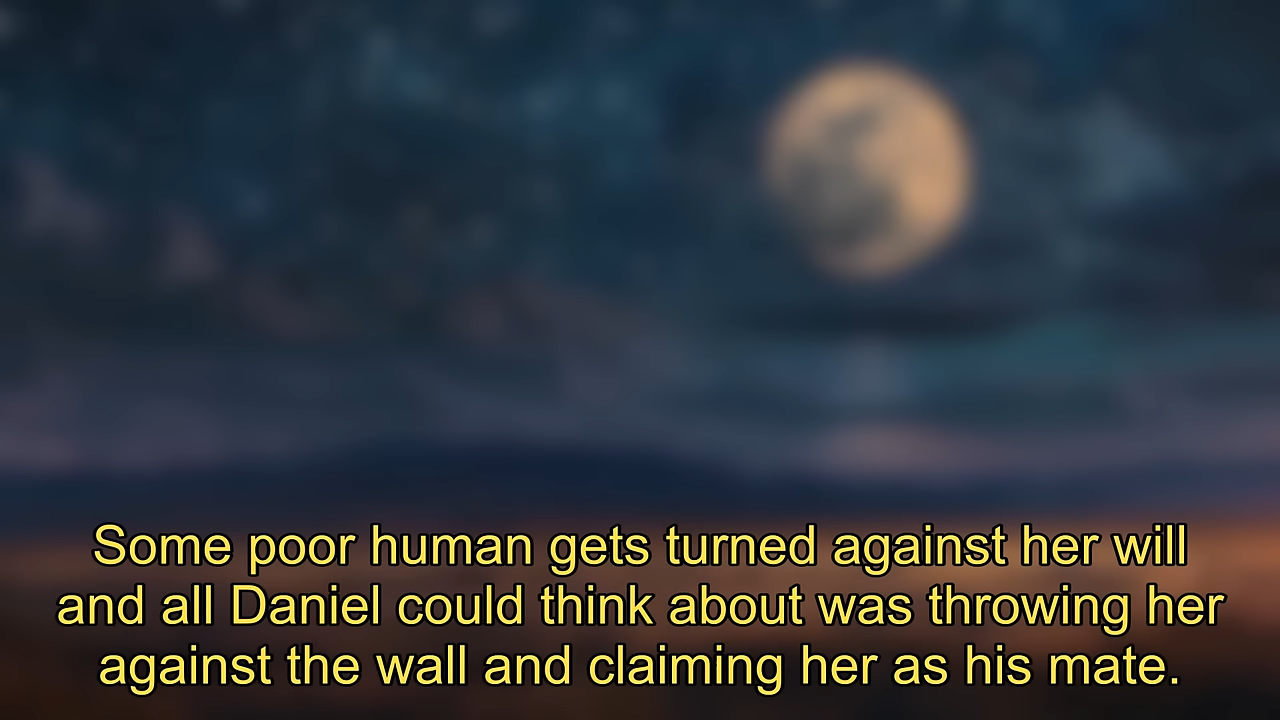 Some poor human gets turned against her will
and all Daniel could think about was throwing her
against the wall and claiming her as his mate.